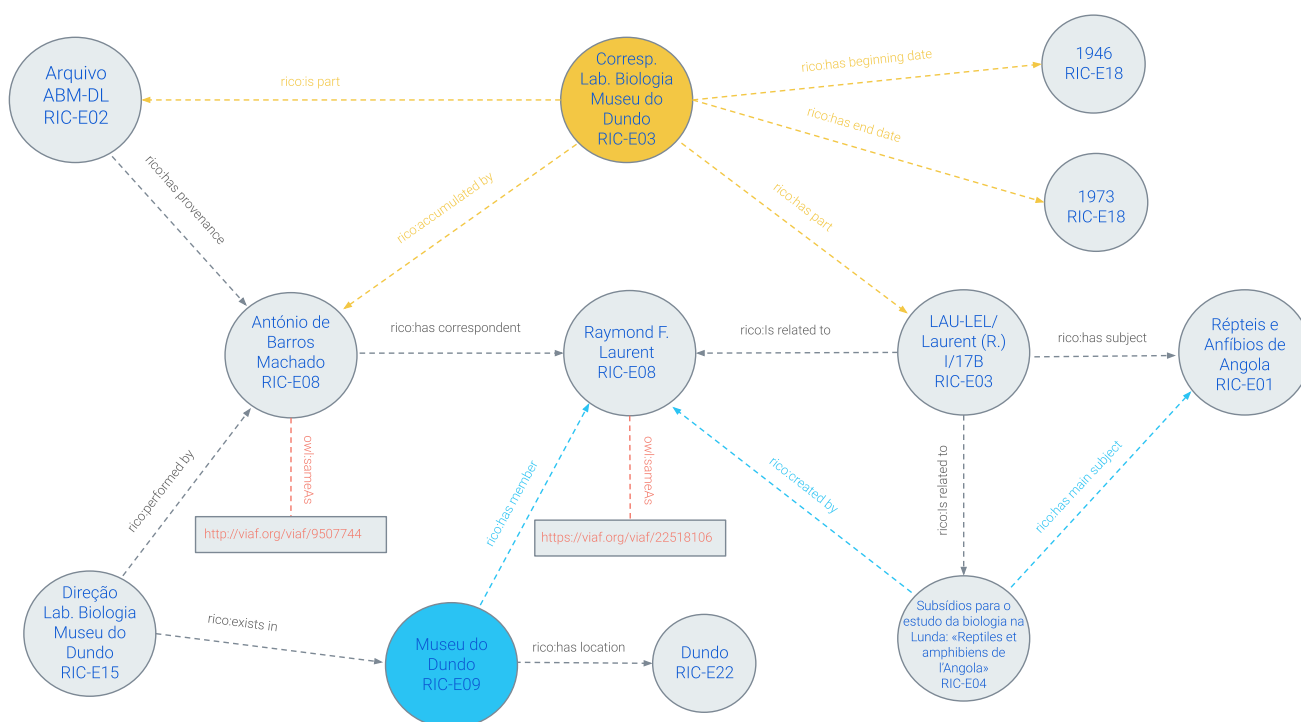 Arquivo
ABM-DL
RIC-E02
rico:is part
Corresp.
Lab. Biologia
Museu do
Dundo
RIC-E03
rico:has beginning date
1946
RIC-E18
rico:has end date
1973
RIC-E18
rico:has provenance
rico:accumulated by
rico:has part
António de
Barros
Machado
RIC-E08
rico:has correspondent
Raymond F.
Laurent
RIC-E08
rico:Is related to
LAU-LEL/
Laurent (R.)
I/17B
RIC-E03
rico:has subject
Répteis e
Anfíbios de
Angola
RIC-E01
rico:performed by
owl:sameAs
http://viaf.org/viaf/9507744
rico:has member
owl:sameAs
https://viaf.org/viaf/22518106
rico:created by
rico:Is related to
rico:has main subject
Direção
Lab. Biologia
Museu do
Dundo
RIC-E15
rico:exists in
Museu do
Dundo
RIC-E09
rico:has location
Dundo
RIC-E22
Subsídios para o
estudo da biologia na
Lunda: «Reptiles et
amphibiens de
l'Angola»
RIC-E04